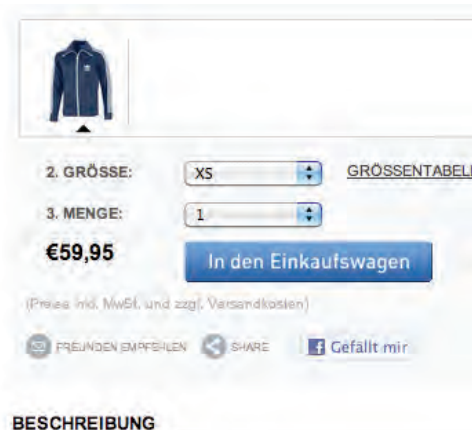 2. GRÖSSE: XS GRÖSSENTABELL
3. MENGE: 1
€59,95 In den Einkaufswagen
(Preise inkl. MwSt. und zzgl. Versandkosten)
FREUNDEN EMPFEHLEN SHARE Gefällt mir
BESCHREIBUNG